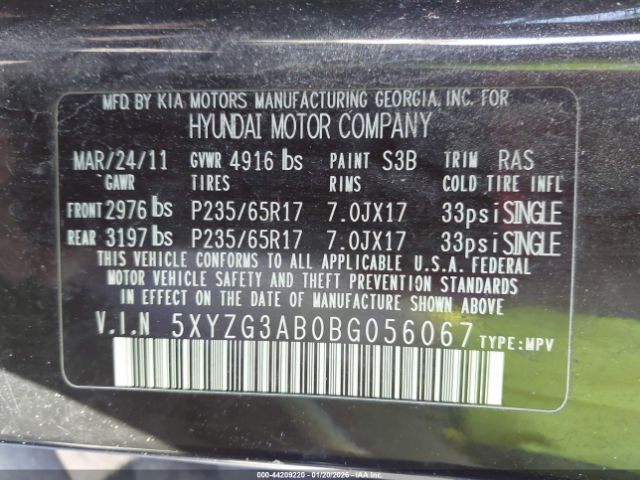 MFD. BY KIA MOTORS MANUFACTURING GEORGIA, INC. FOR
HYUNDAI MOTOR COMPANY
MAR/24/11 GVWR 4916 lbs PAINT S3B TRIM RAS
GAWR TIRES RIMS COLD TIRE INFL
FRONT 2976 lbs P235/65R17 7.0JX17 33psi SINGLE
REAR 3197 lbs P235/65R17 7.0JX17 33psi SINGLE
THIS VEHICLE CONFORMS TO ALL APPLICABLE U.S.A. FEDERAL
MOTOR VEHICLE SAFETY AND THEFT PREVENTION STANDARDS
IN EFFECT ON THE DATE OF MANUFACTURE SHOWN ABOVE.
V.I.N. 5XYZG3AB0BG056067 TYPE:MPV
000-44209220 - 01/20/2026 - IAAI.COM